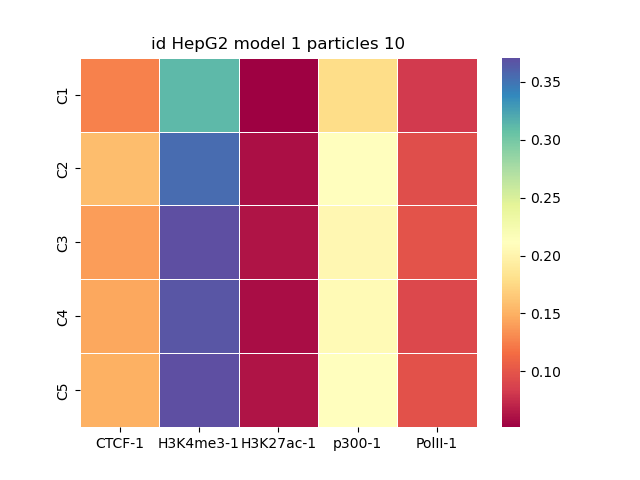 id HepG2 model 1 particles 10
C1
C2
C3
C4
C5
CTCF-1 H3K4me3-1 H3K27ac-1 p300-1 PolII-1
0.35
0.30
0.25
0.20
0.15
0.10